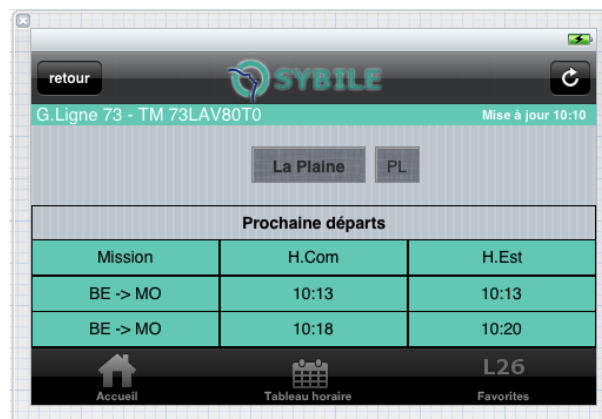 retour
SYBILE
G.Ligne 73 - TM 73LAV80T0 Mise à jour 10:10
La Plaine PL
Prochaine départs
Mission H.Com H.Est
BE -> MO 10:13 10:13
BE -> MO 10:18 10:20
L26
Accueil Tableau horaire Favorites